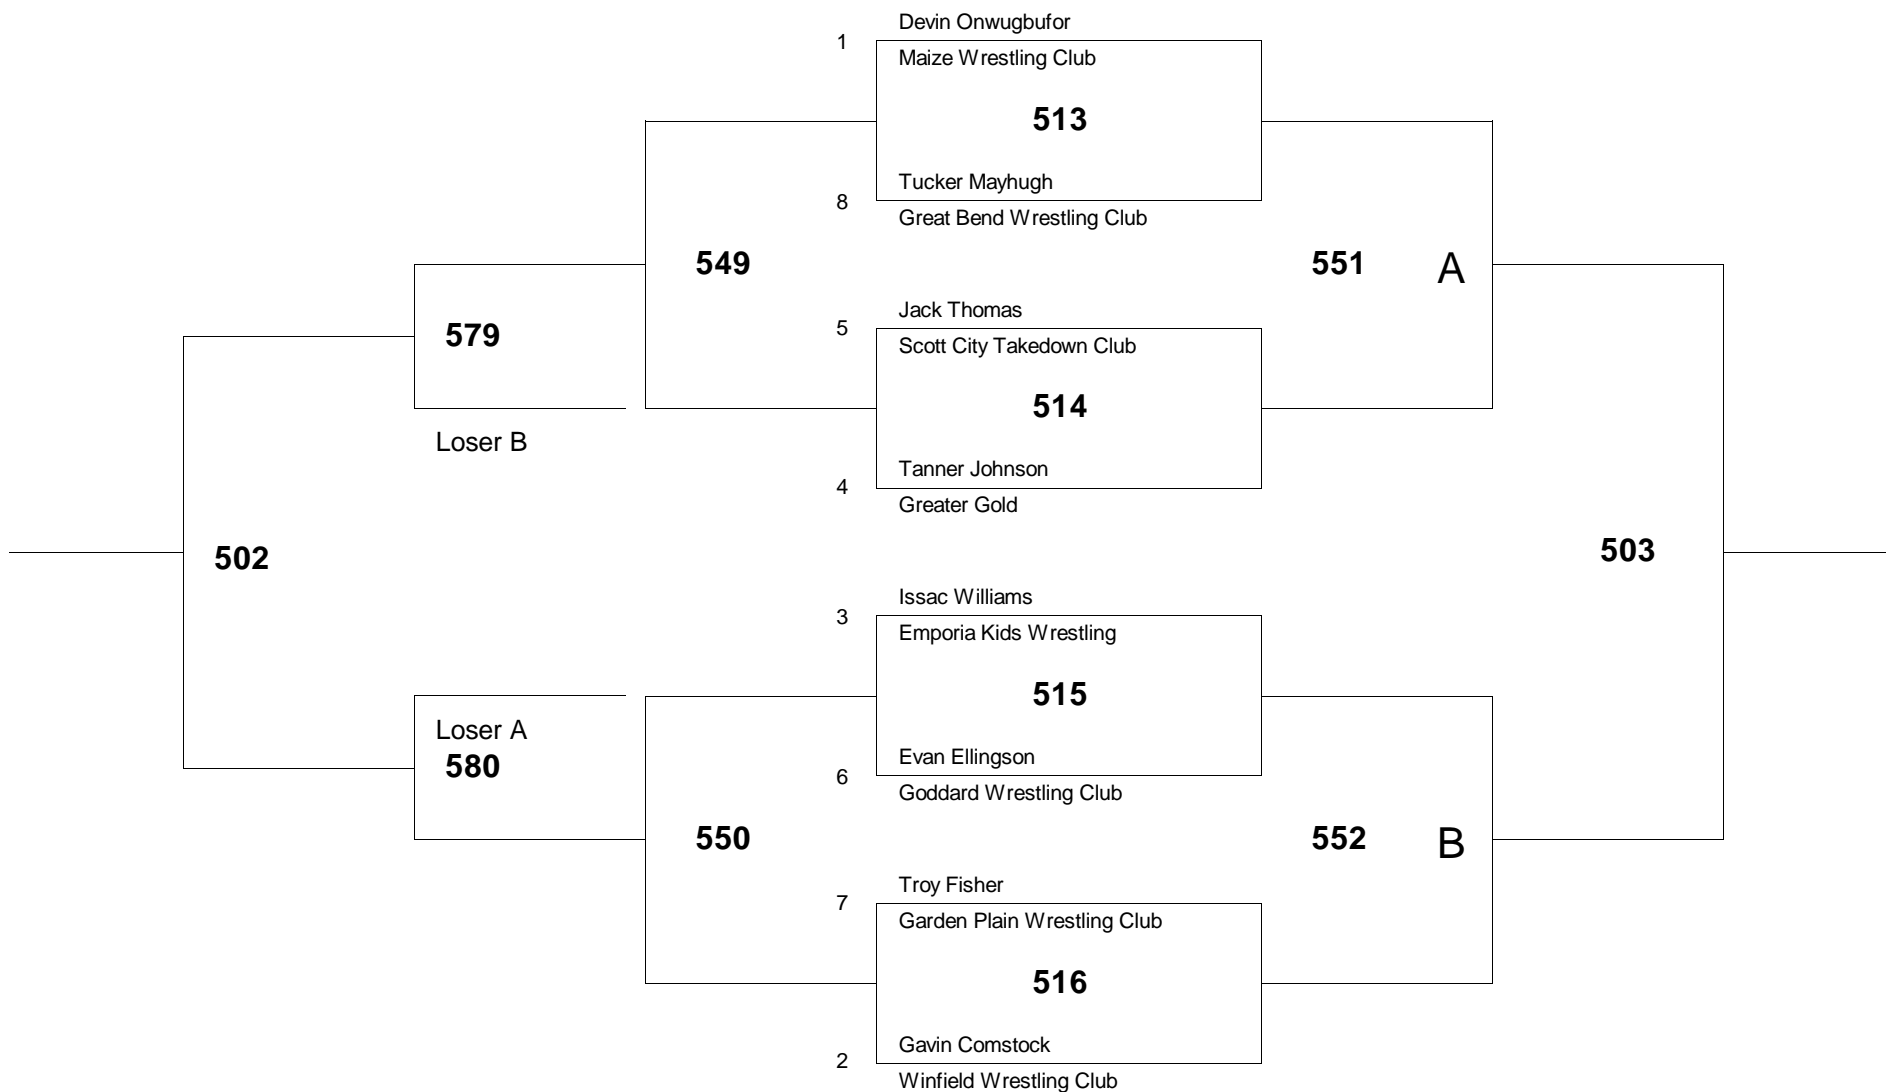 Devin Onwugbufor
1
Maize Wrestling Club
513
Tucker Mayhugh
8
Great Bend Wrestling Club
549
551
A
Jack Thomas
5
579
Scott City Takedown Club
514
Loser B
Tanner Johnson
4
Greater Gold
502
503
Issac Williams
3
Emporia Kids Wrestling
515
Loser A
580
Evan Ellingson
6
Goddard Wrestling Club
550
552
B
Troy Fisher
7
Garden Plain Wrestling Club
516
Gavin Comstock
2
Winfield Wrestling Club